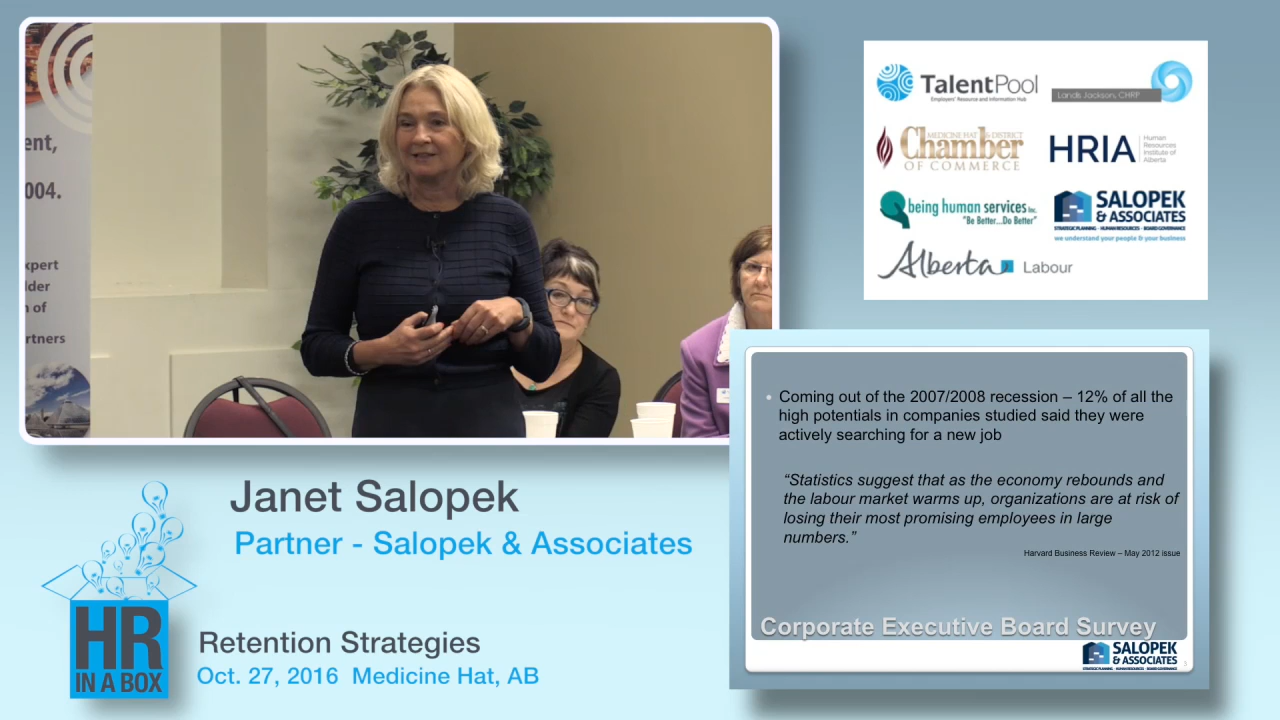 ent,
004.
xpert
lder
n of
rtners
TalentPool
Employers' Resource and Information Hub
Landis Jackson, CHRP
MEDICINE HAT & DISTRICT
Chamber
OF COMMERCE
HRIA
Human
Resources
Institute of
Alberta
being human services Inc.
"Be Better...Do Better"
SALOPEK
& ASSOCIATES
STRATEGIC PLANNING · HUMAN RESOURCES · BOARD GOVERNANCE
we understand your people & your business
Alberta Labour
• Coming out of the 2007/2008 recession – 12% of all the
high potentials in companies studied said they were
actively searching for a new job
“Statistics suggest that as the economy rebounds and
the labour market warms up, organizations are at risk of
losing their most promising employees in large
numbers.”
Harvard Business Review – May 2012 issue
Corporate Executive Board Survey
SALOPEK
& ASSOCIATES
STRATEGIC PLANNING · HUMAN RESOURCES · BOARD GOVERNANCE
Janet Salopek
Partner - Salopek & Associates
HR
IN A BOX
Retention Strategies
Oct. 27, 2016 Medicine Hat, AB